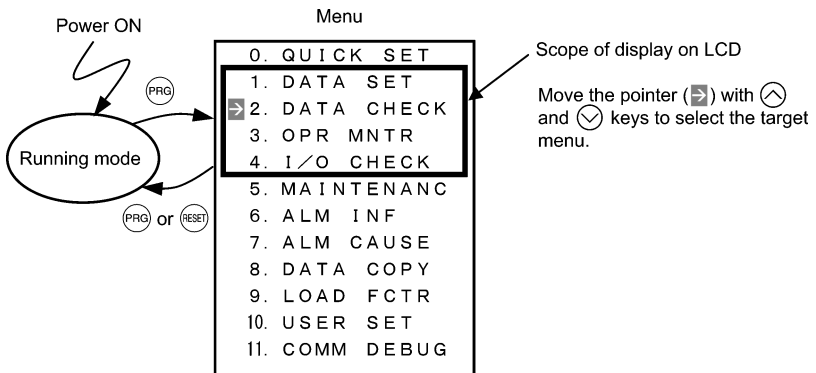 Menu
Power ON
PRG
Running mode
PRG or RESET
0. QUICK SET
1. DATA SET
→ 2. DATA CHECK
3. OPR MNTR
4. I/O CHECK
5. MAINTENANC
6. ALM INF
7. ALM CAUSE
8. DATA COPY
9. LOAD FCTR
10. USER SET
11. COMM DEBUG
Scope of display on LCD
Move the pointer (→) with ︿
and ﹀ keys to select the target
menu.